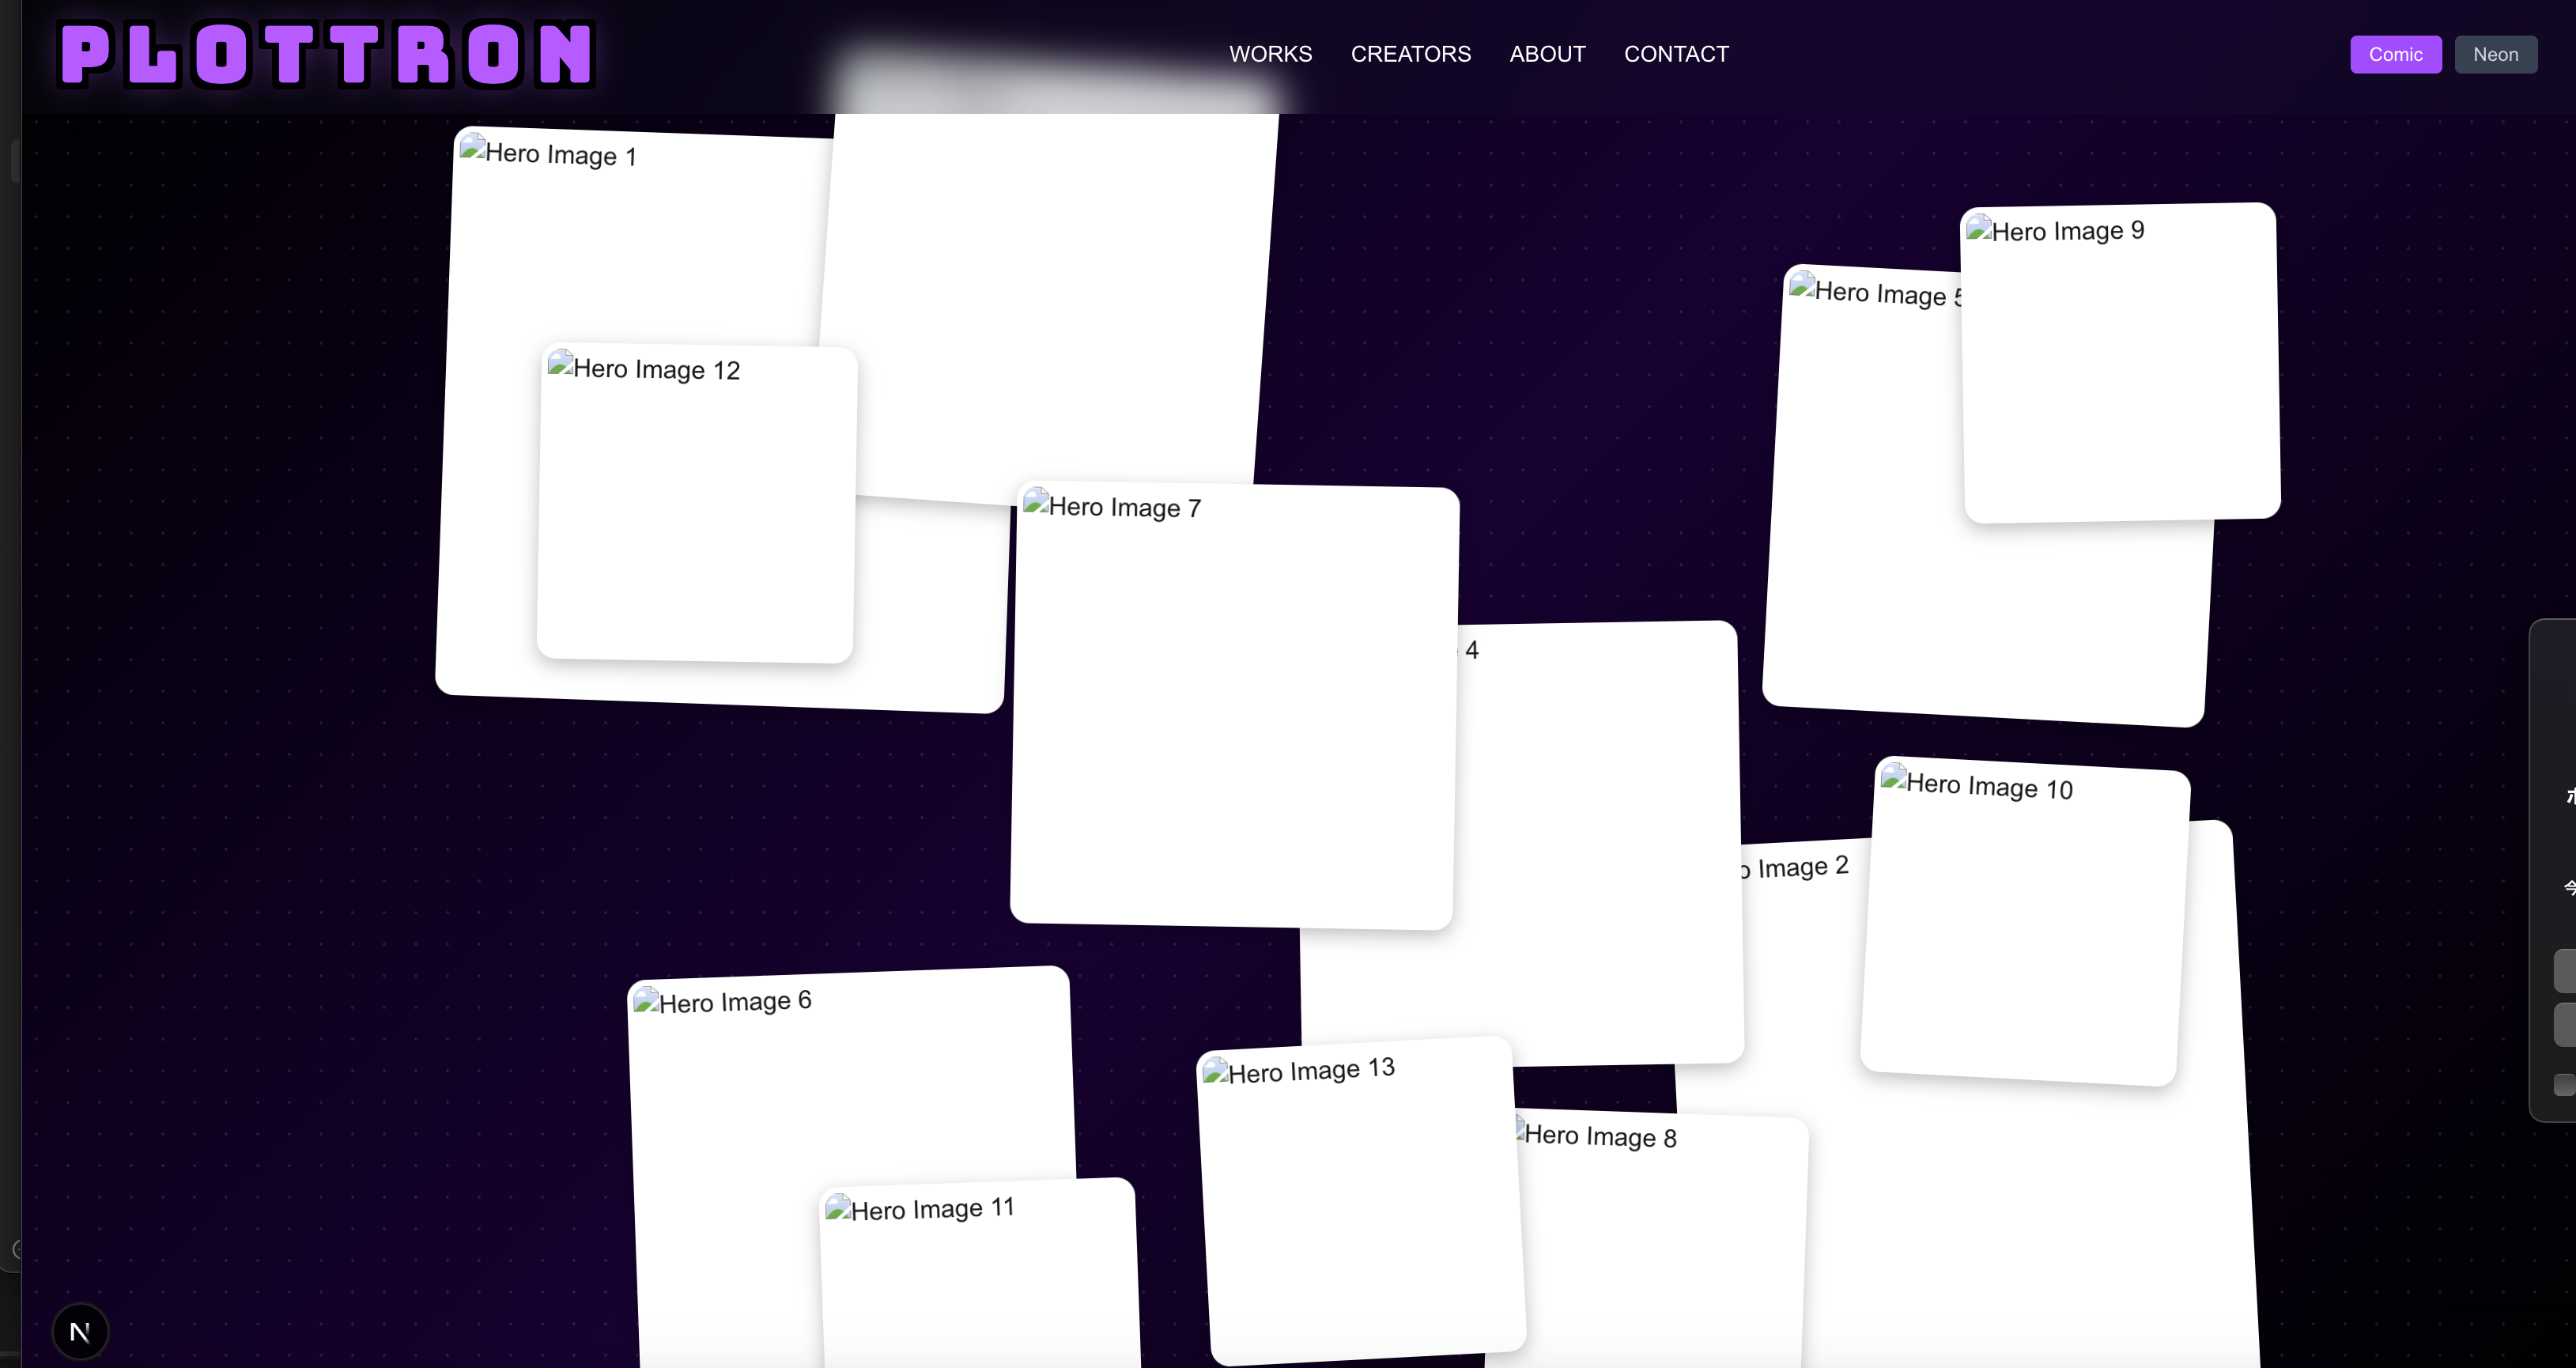 PLOTTRON
WORKS CREATORS ABOUT CONTACT
Comic Neon
Hero Image 1
Hero Image 9
Hero Image 5
Hero Image 12
Hero Image 7
4
Hero Image 10
Image 2
Hero Image 6
Hero Image 13
Hero Image 8
Hero Image 11
N
今